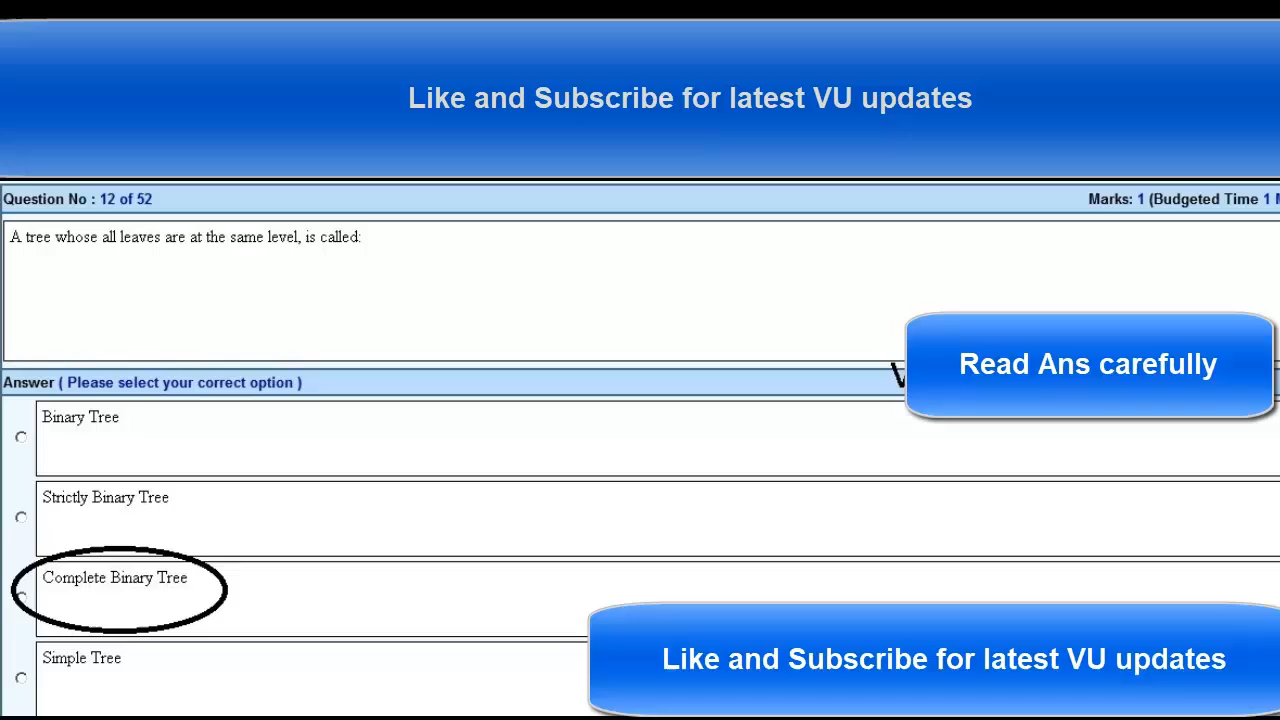 Like and Subscribe for latest VU updates
Question No : 12 of 52
Marks: 1 (Budgeted Time 1
A tree whose all leaves are at the same level, is called:
Read Ans carefully
Answer ( Please select your correct option )
Binary Tree
Strictly Binary Tree
Complete Binary Tree
Simple Tree
Like and Subscribe for latest VU updates